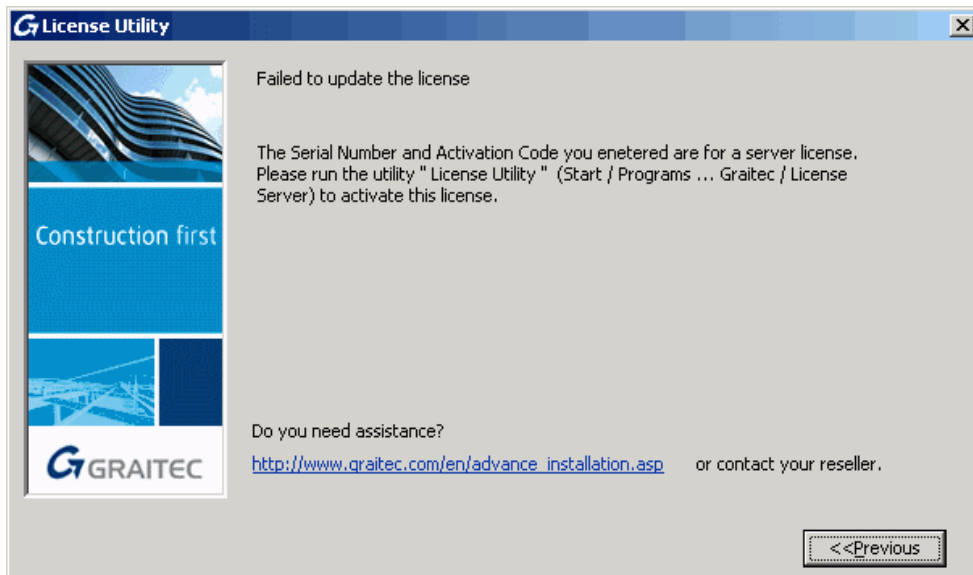 License Utility
Failed to update the license
The Serial Number and Activation Code you enetered are for a server license.
Please run the utility " License Utility "  (Start / Programs ... Graitec / License
Server) to activate this license.
Construction first
GRAITEC
Do you need assistance?
http://www.graitec.com/en/advance_installation.asp or contact your reseller.
<<Previous